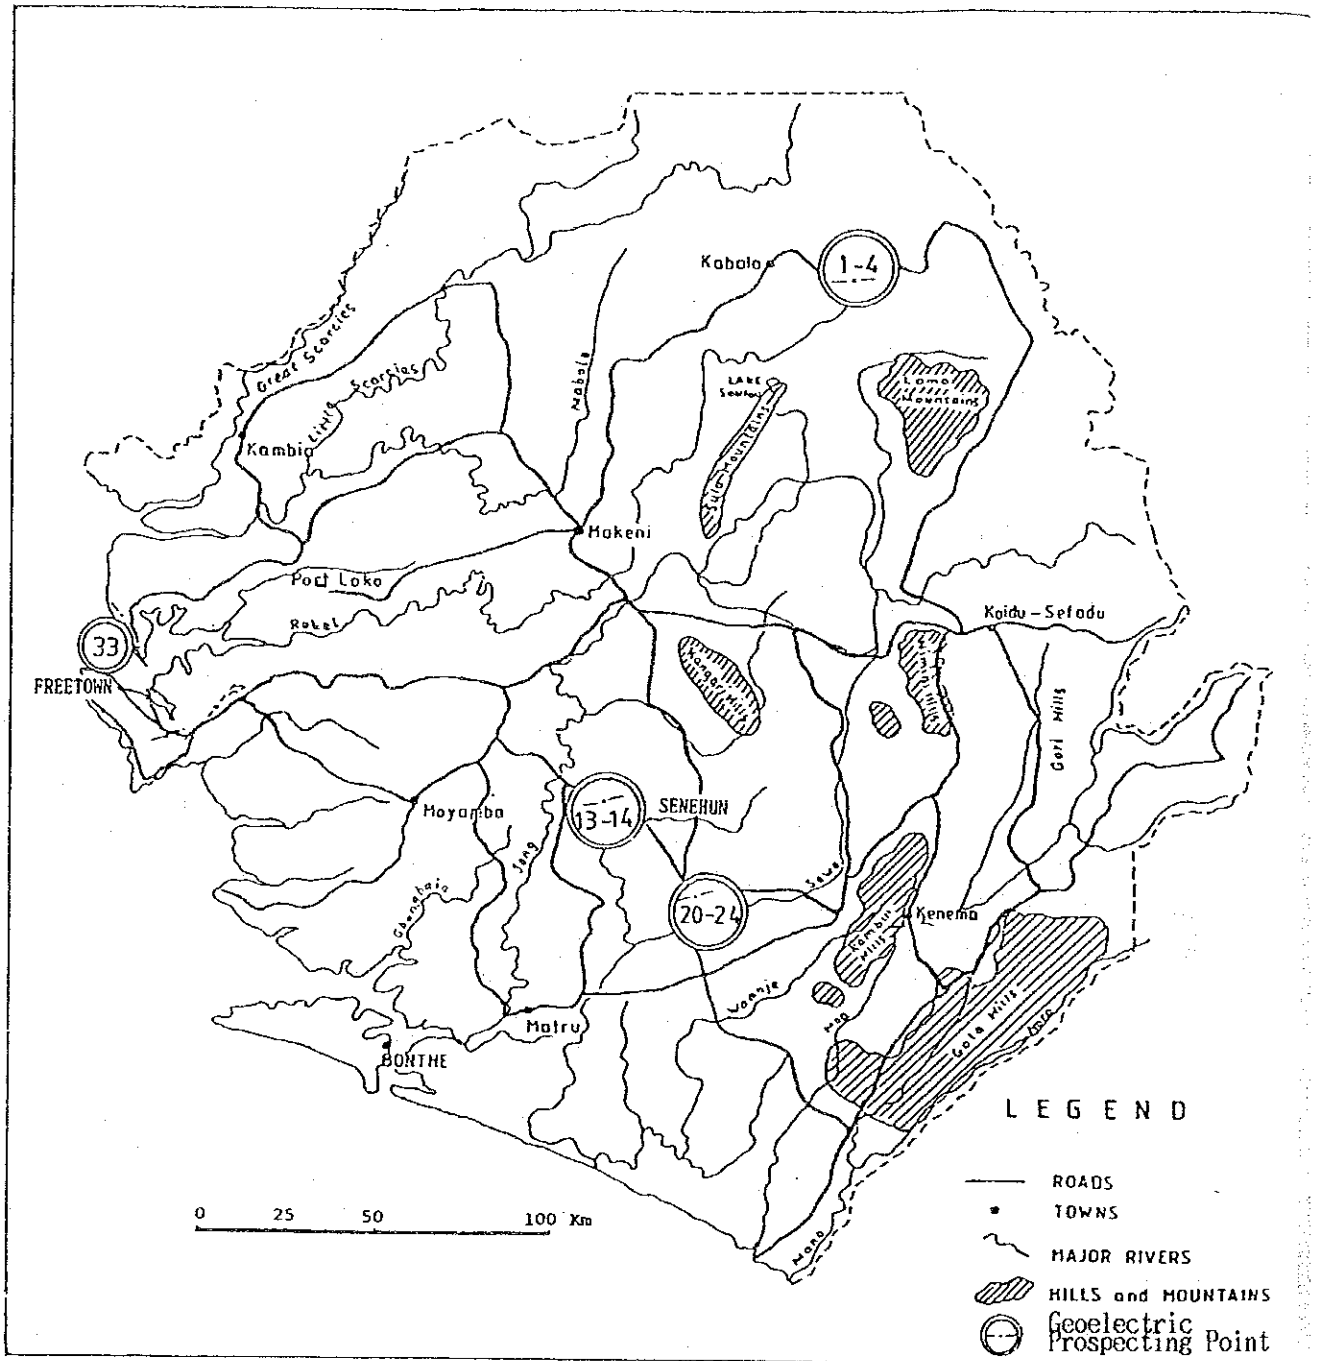 Kabala
1-4
Great Scarcies
Little Scarcies
Mabole
LAKE
Loma
Mountains
Kambia
Sula Mountains
Makeni
Port Loko
Rokel
Koidu-Sefadu
33
FREETOWN
Kangari Hills
Nimini Hills
Gori Hills
13-14
SENEHUN
Moyamba
Jong
Gbangbaia
20-24
Sewa
Kambui
Hills
Kenema
Waanje
Moa
Gola Hills
Matru
BONTHE
Mano
LEGEND
ROADS
TOWNS
MAJOR RIVERS
HILLS and MOUNTAINS
Geoelectric
Prospecting Point
0 25 50 100 Km